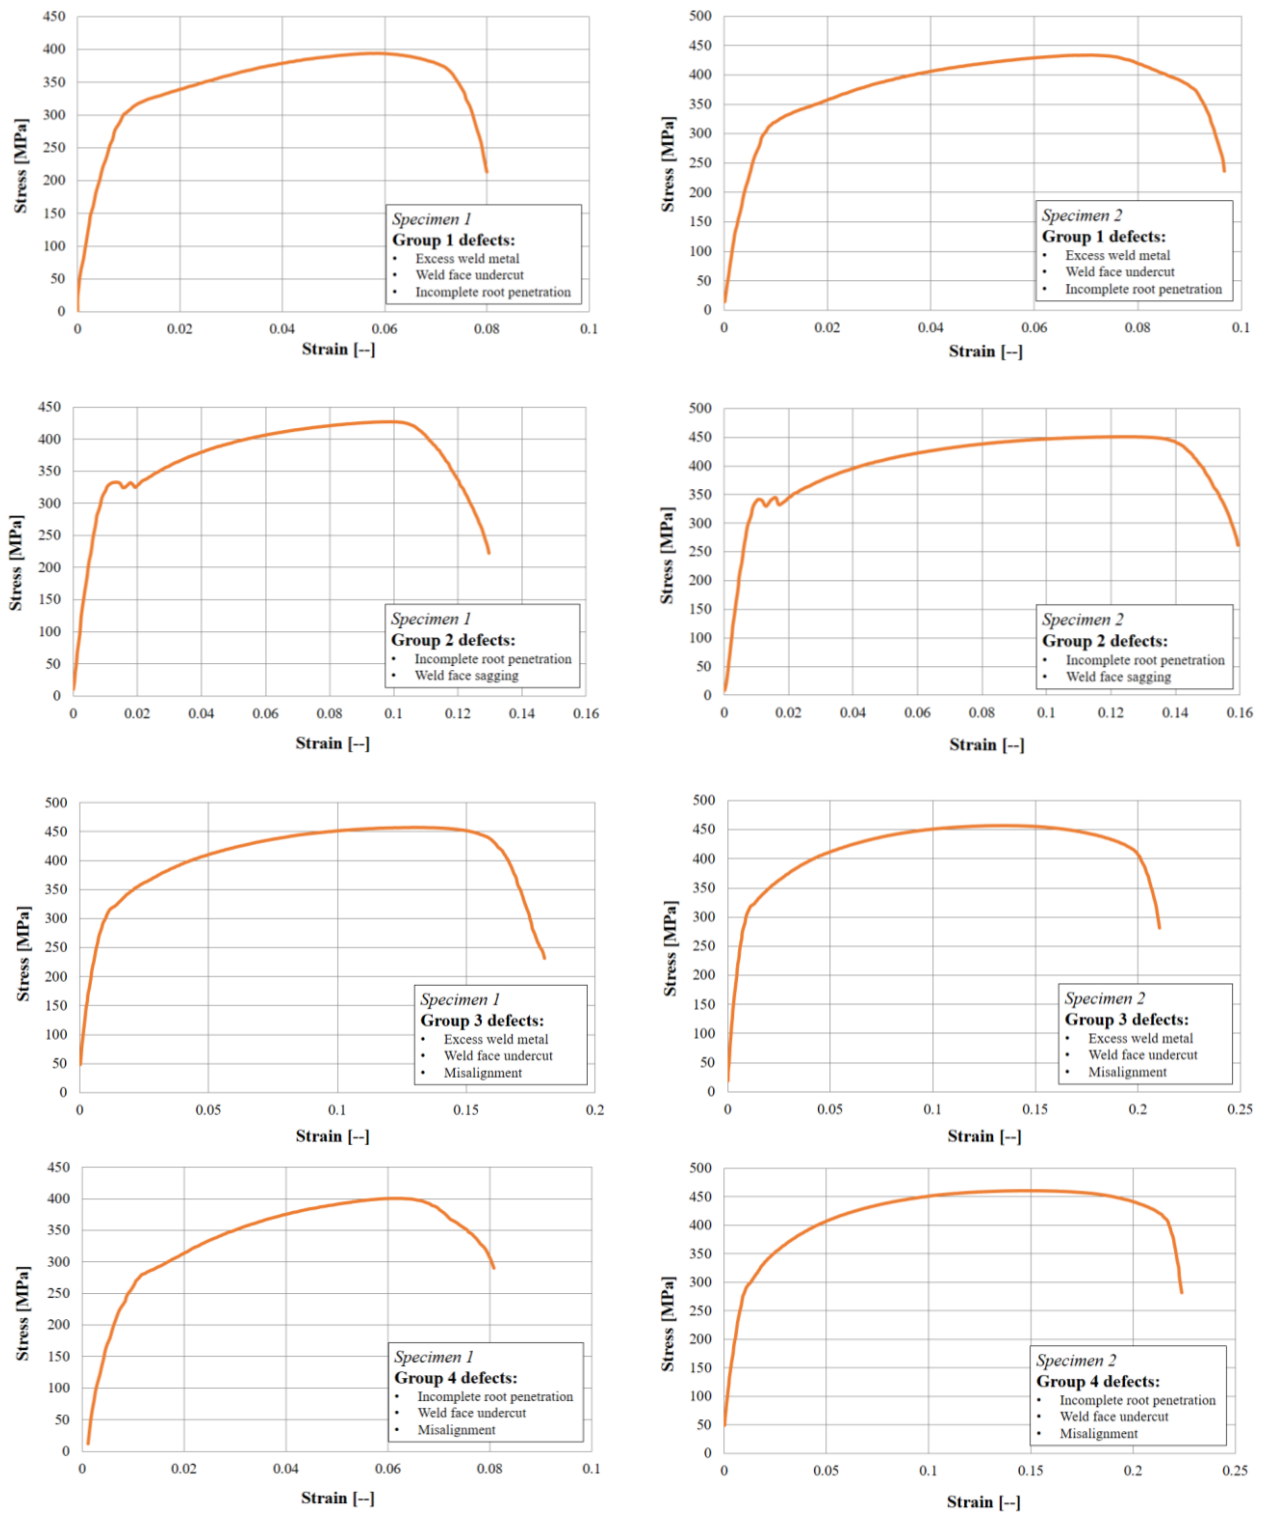 450
400
350
300
250
200
150
100
50
0
0 0.02 0.04 0.06 0.08 0.1
Stress [MPa]
Strain [--]
Specimen 1
Group 1 defects:
• Excess weld metal
• Weld face undercut
• Incomplete root penetration
500
450
400
350
300
250
200
150
100
50
0
0 0.02 0.04 0.06 0.08 0.1
Stress [MPa]
Strain [--]
Specimen 2
Group 1 defects:
• Excess weld metal
• Weld face undercut
• Incomplete root penetration
450
400
350
300
250
200
150
100
50
0
0 0.02 0.04 0.06 0.08 0.1 0.12 0.14 0.16
Stress [MPa]
Strain [--]
Specimen 1
Group 2 defects:
• Incomplete root penetration
• Weld face sagging
500
450
400
350
300
250
200
150
100
50
0
0 0.02 0.04 0.06 0.08 0.1 0.12 0.14 0.16
Stress [MPa]
Strain [--]
Specimen 2
Group 2 defects:
• Incomplete root penetration
• Weld face sagging
500
450
400
350
300
250
200
150
100
50
0
0 0.05 0.1 0.15 0.2
Stress [MPa]
Strain [--]
Specimen 1
Group 3 defects:
• Excess weld metal
• Weld face undercut
• Misalignment
500
450
400
350
300
250
200
150
100
50
0
0 0.05 0.1 0.15 0.2 0.25
Stress [MPa]
Strain [--]
Specimen 2
Group 3 defects:
• Excess weld metal
• Weld face undercut
• Misalignment
450
400
350
300
250
200
150
100
50
0
0 0.02 0.04 0.06 0.08 0.1
Stress [MPa]
Strain [--]
Specimen 1
Group 4 defects:
• Incomplete root penetration
• Weld face undercut
• Misalignment
500
450
400
350
300
250
200
150
100
50
0
0 0.05 0.1 0.15 0.2 0.25
Stress [MPa]
Strain [--]
Specimen 2
Group 4 defects:
• Incomplete root penetration
• Weld face undercut
• Misalignment